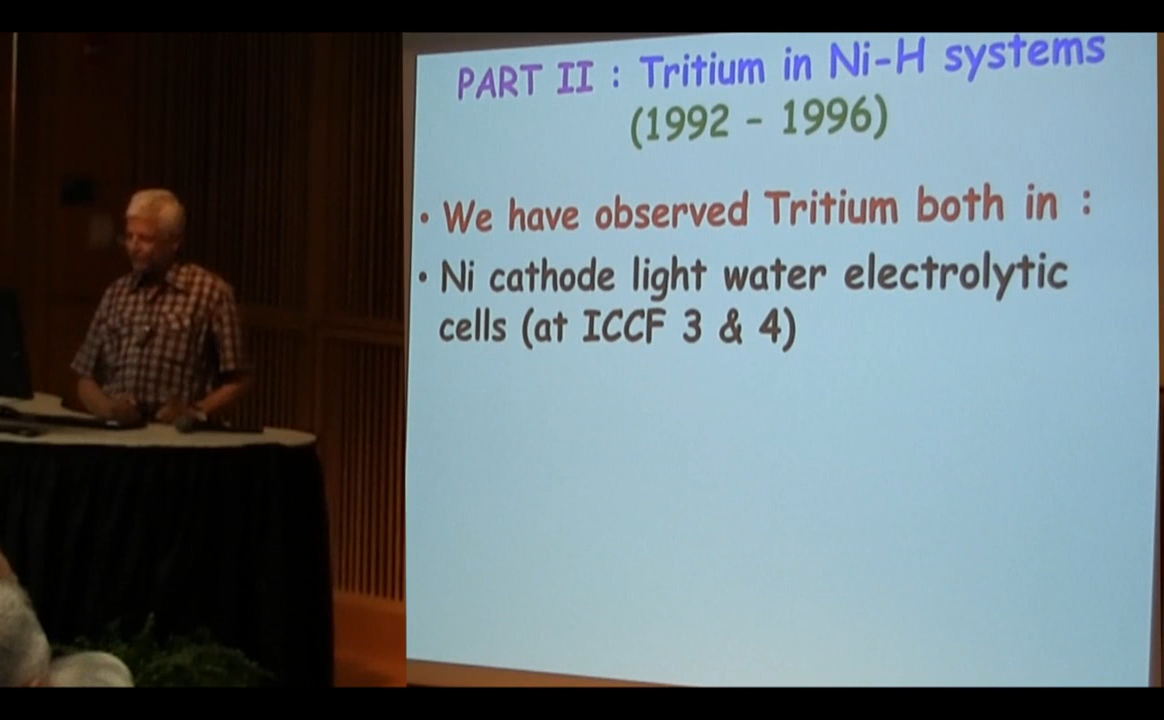 PART II : Tritium in Ni-H systems
(1992 - 1996)
• We have observed Tritium both in :
• Ni cathode light water electrolytic
cells (at ICCF 3 & 4)